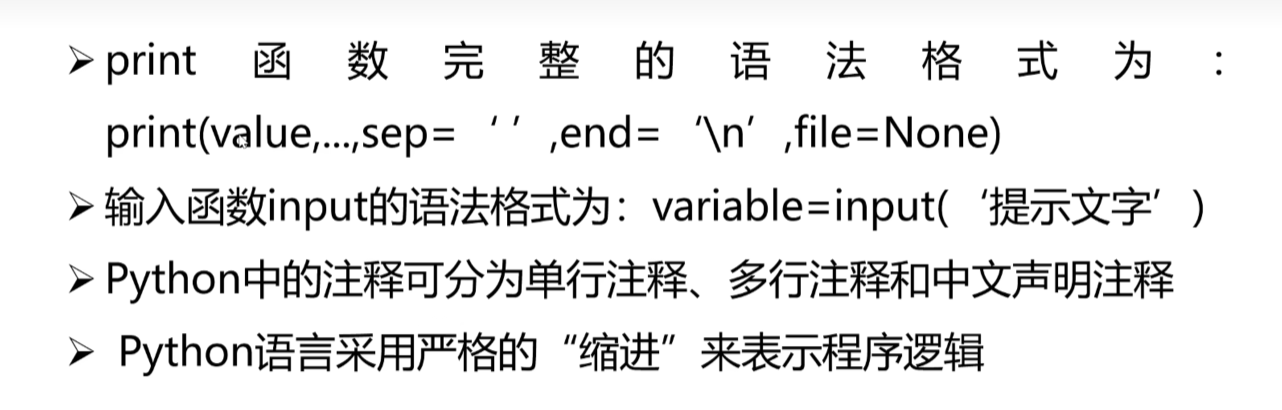 ➢ print 函 数 完 整 的 语 法 格 式 为 :
print(value,...,sep= ‘ ’ ,end= ‘\n’ ,file=None)
➢ 输入函数input的语法格式为：variable=input( ‘提示文字’ )
➢ Python中的注释可分为单行注释、多行注释和中文声明注释
➢ Python语言采用严格的“缩进”来表示程序逻辑